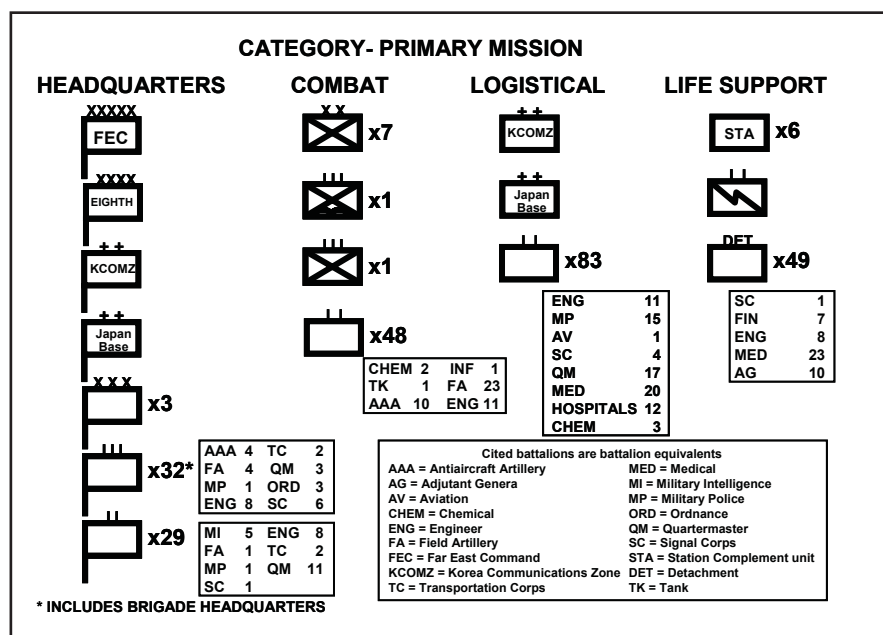 CATEGORY- PRIMARY MISSION
HEADQUARTERS
XXXXX
FEC
XXXX
EIGHTH
+ +
KCOMZ
+ +
Japan
Base
X X X
x3
III
x32*
AAA 4 TC 2
FA 4 QM 3
MP 1 ORD 3
ENG 8 SC 6
II
x29
MI 5 ENG 8
FA 1 TC 2
MP 1 QM 11
SC 1
* INCLUDES BRIGADE HEADQUARTERS
COMBAT
X X
x7
III
x1
III
x1
II
x48
CHEM 2 INF 1
TK 1 FA 23
AAA 10 ENG 11
LOGISTICAL
+ +
KCOMZ
+ +
Japan
Base
II
x83
ENG 11
MP 15
AV 1
SC 4
QM 17
MED 20
HOSPITALS 12
CHEM 3
LIFE SUPPORT
STA x6
II
DET
x49
SC 1
FIN 7
ENG 8
MED 23
AG 10
Cited battalions are battalion equivalents
AAA = Antiaircraft Artillery
AG = Adjutant Genera
AV = Aviation
CHEM = Chemical
ENG = Engineer
FA = Field Artillery
FEC = Far East Command
KCOMZ = Korea Communications Zone
TC = Transportation Corps
MED = Medical
MI = Military Intelligence
MP = Military Police
ORD = Ordnance
QM = Quartermaster
SC = Signal Corps
STA = Station Complement unit
DET = Detachment
TK = Tank